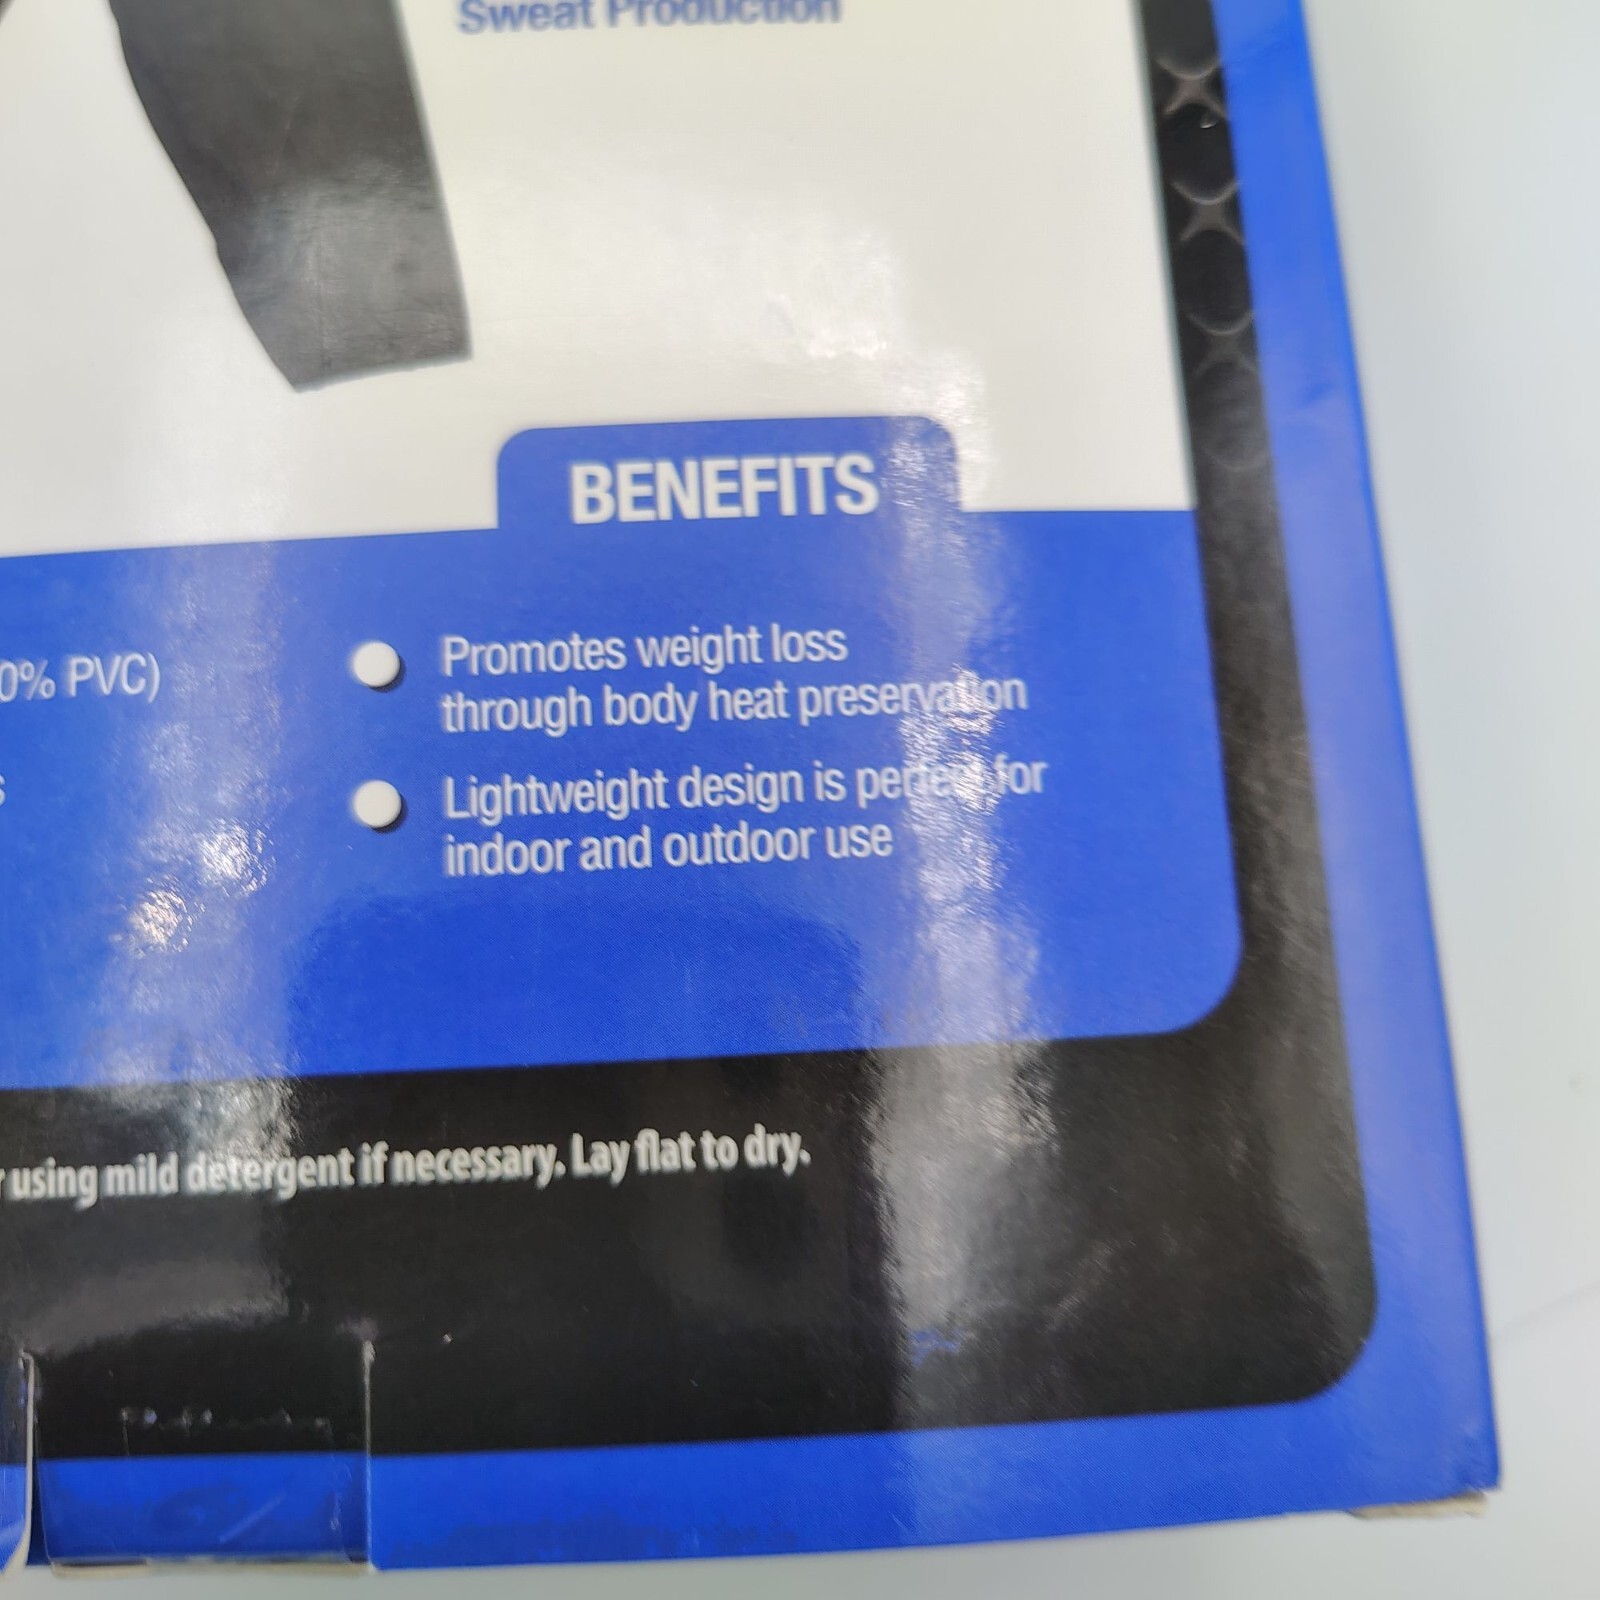 Sweat Production
BENEFITS
0% PVC)
Promotes weight loss
through body heat preservation
s
Lightweight design is perfect for
indoor and outdoor use
using mild detergent if necessary. Lay flat to dry.